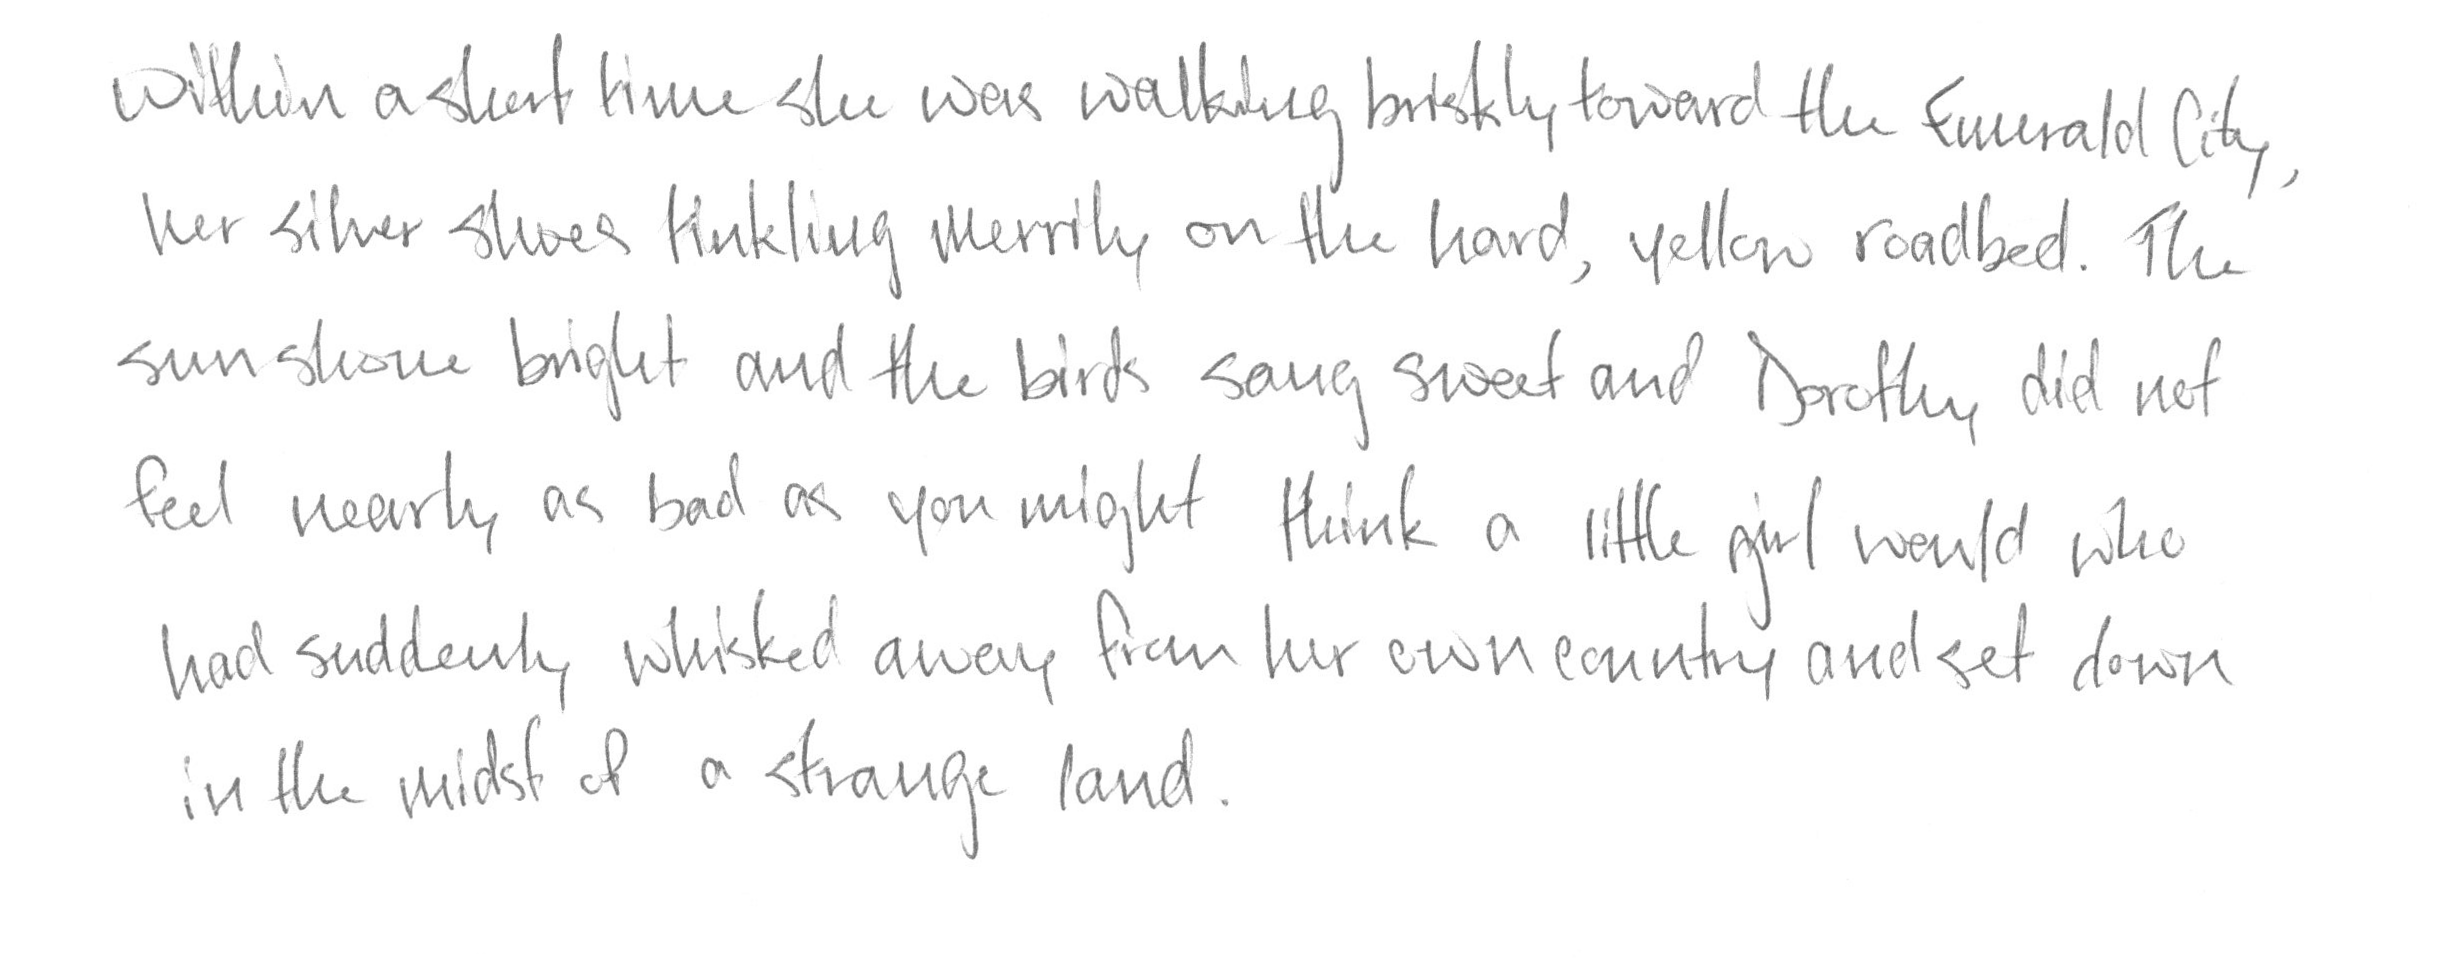 Within a short time she was walking briskly toward the Emerald City,
her silver shoes tinkling merrily on the hard, yellow roadbed. The
sun shone bright and the birds sang sweet and Dorothy did not
feel nearly as bad as you might think a little girl would who
had suddenly whisked away from her own country and set down
in the midst of a strange land.